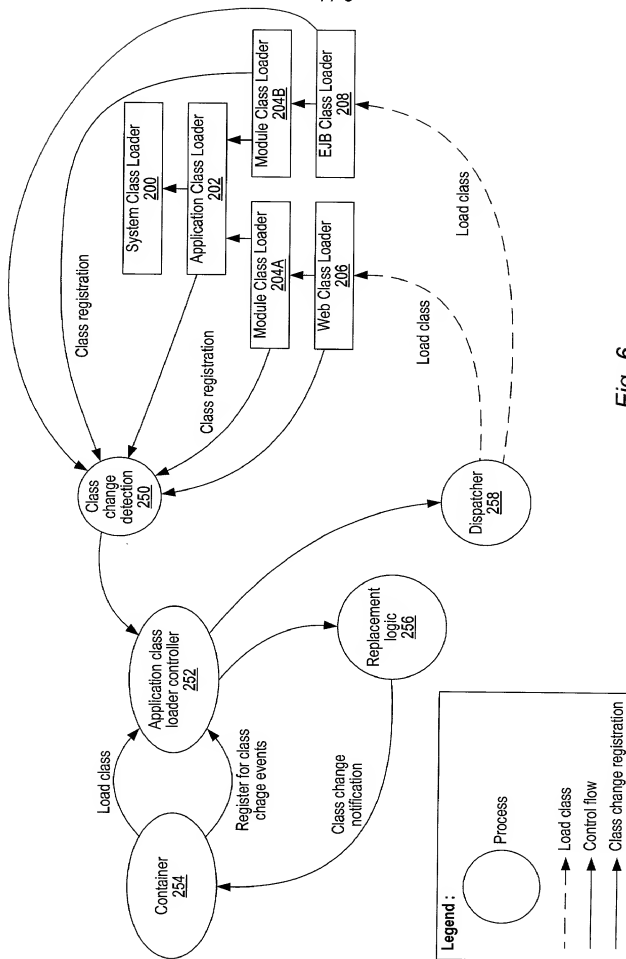 System Class Loader
200
Application Class Loader
202
Module Class Loader
204A
Module Class Loader
204B
Web Class Loader
206
EJB Class Loader
208
Class registration
Class registration
Load class
Load class
Class
change
detection
250
Dispatcher
258
Application class
loader controller
252
Replacement
logic
256
Load class
Register for class
chage events
Class change
notification
Container
254
Legend :
Process
Load class
Control flow
Class change registration
Fig. 6